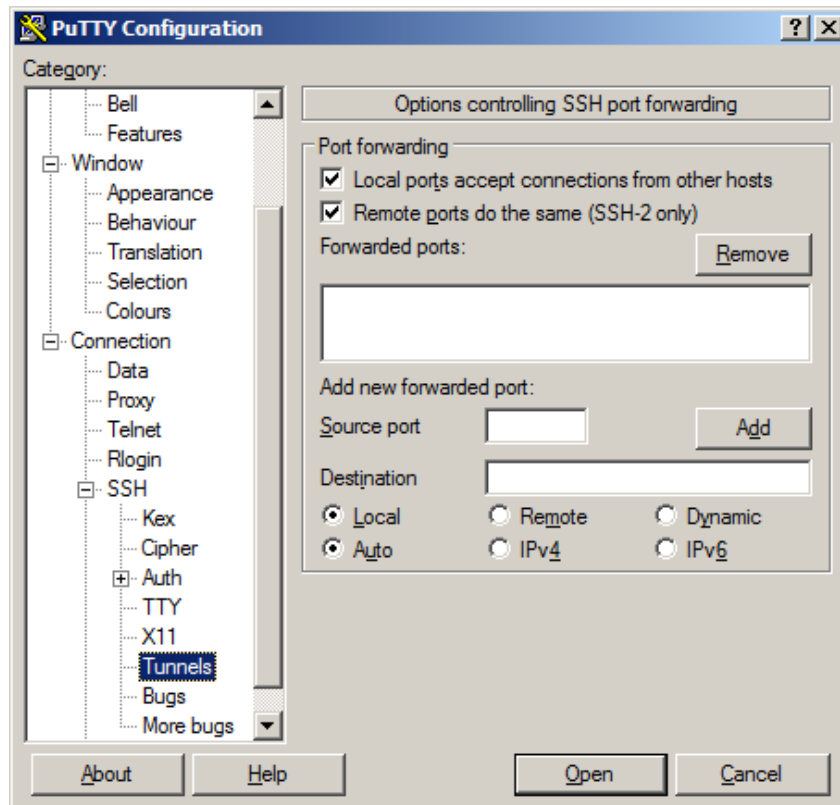 PuTTY Configuration
Category:
Bell
Features
Window
Appearance
Behaviour
Translation
Selection
Colours
Connection
Data
Proxy
Telnet
Rlogin
SSH
Kex
Cipher
Auth
TTY
X11
Tunnels
Bugs
More bugs
Options controlling SSH port forwarding
Port forwarding
Local ports accept connections from other hosts
Remote ports do the same (SSH-2 only)
Forwarded ports: Remove
Add new forwarded port:
Source port Add
Destination
Local Remote Dynamic
Auto IPv4 IPv6
About Help Open Cancel